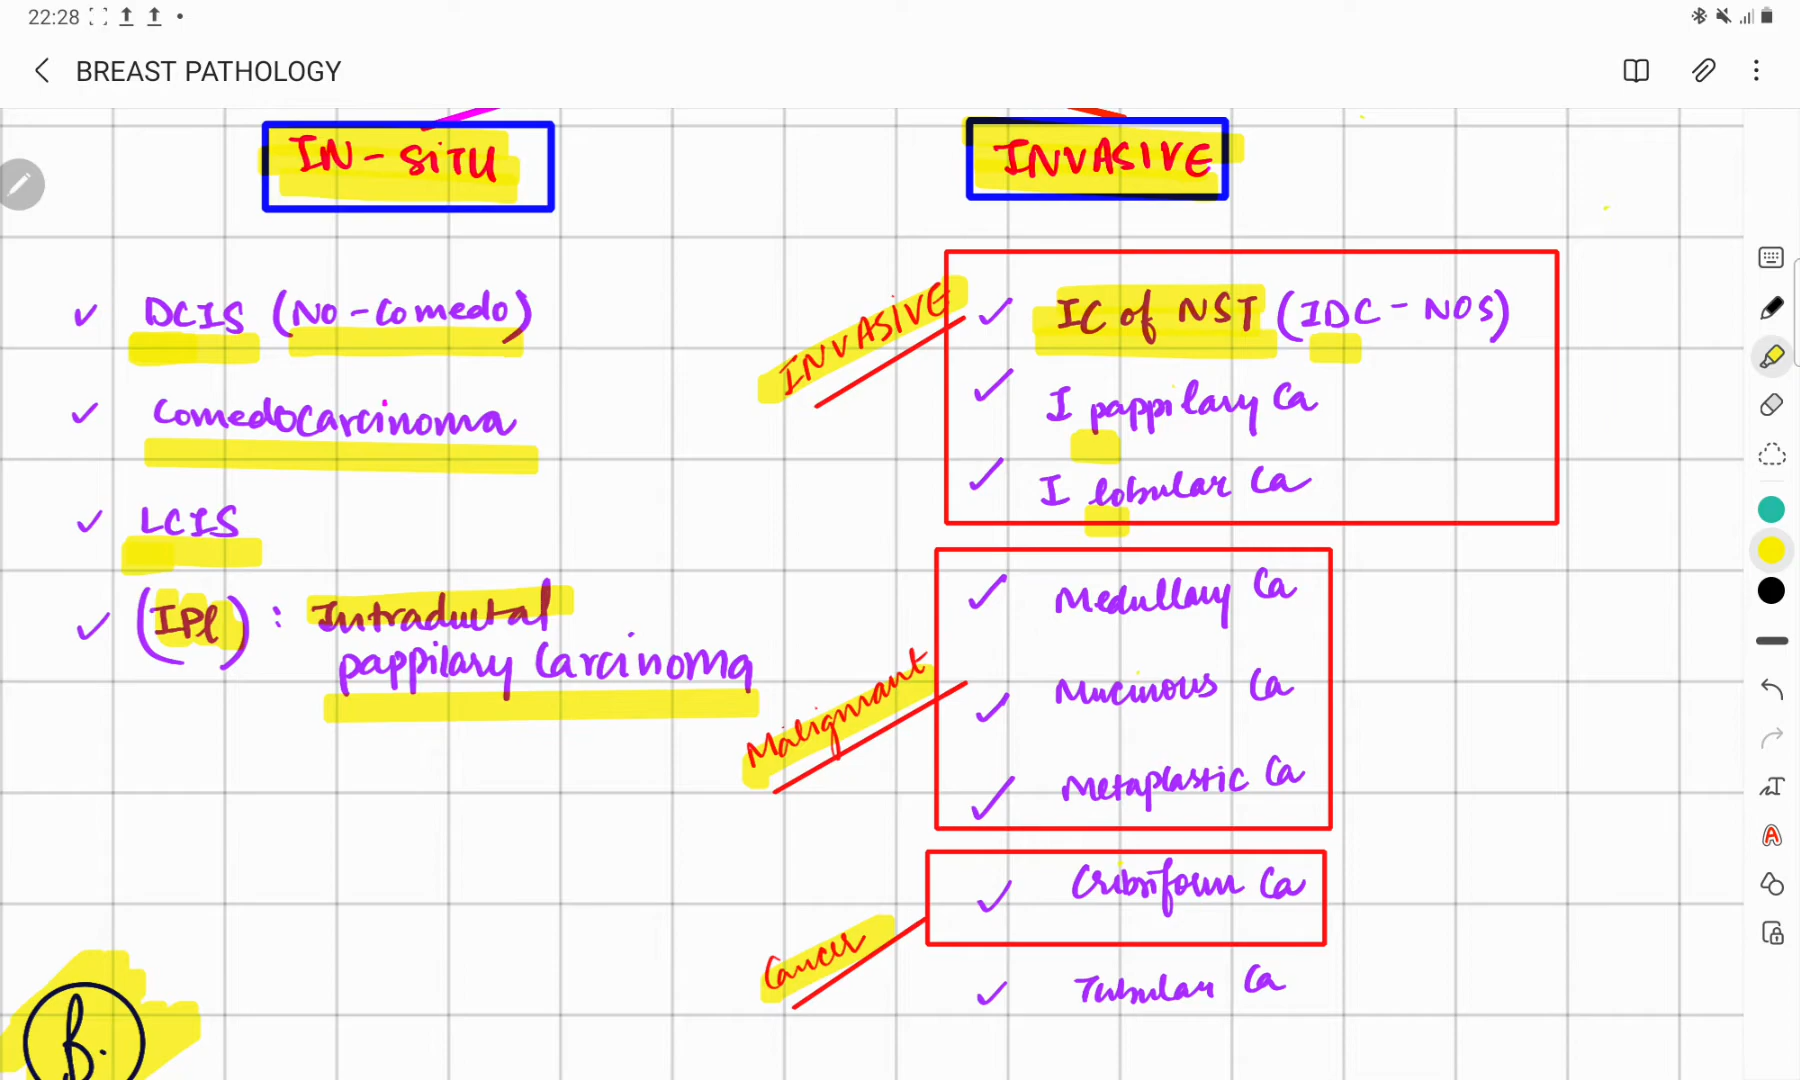 22:28
BREAST PATHOLOGY
IN-SITU
DCIS (No-Comedo)
ComedoCarcinoma
LCIS
(IPC) : Intraductal
pappilary Carcinoma
INVASIVE
INVASIVE
IC of NST (IDC-NOS)
I pappilary Ca
I lobular Ca
Malignant
Medullary Ca
Mucinous Ca
Metaplastic Ca
Cancer
Cribriform Ca
Tubular Ca
B.